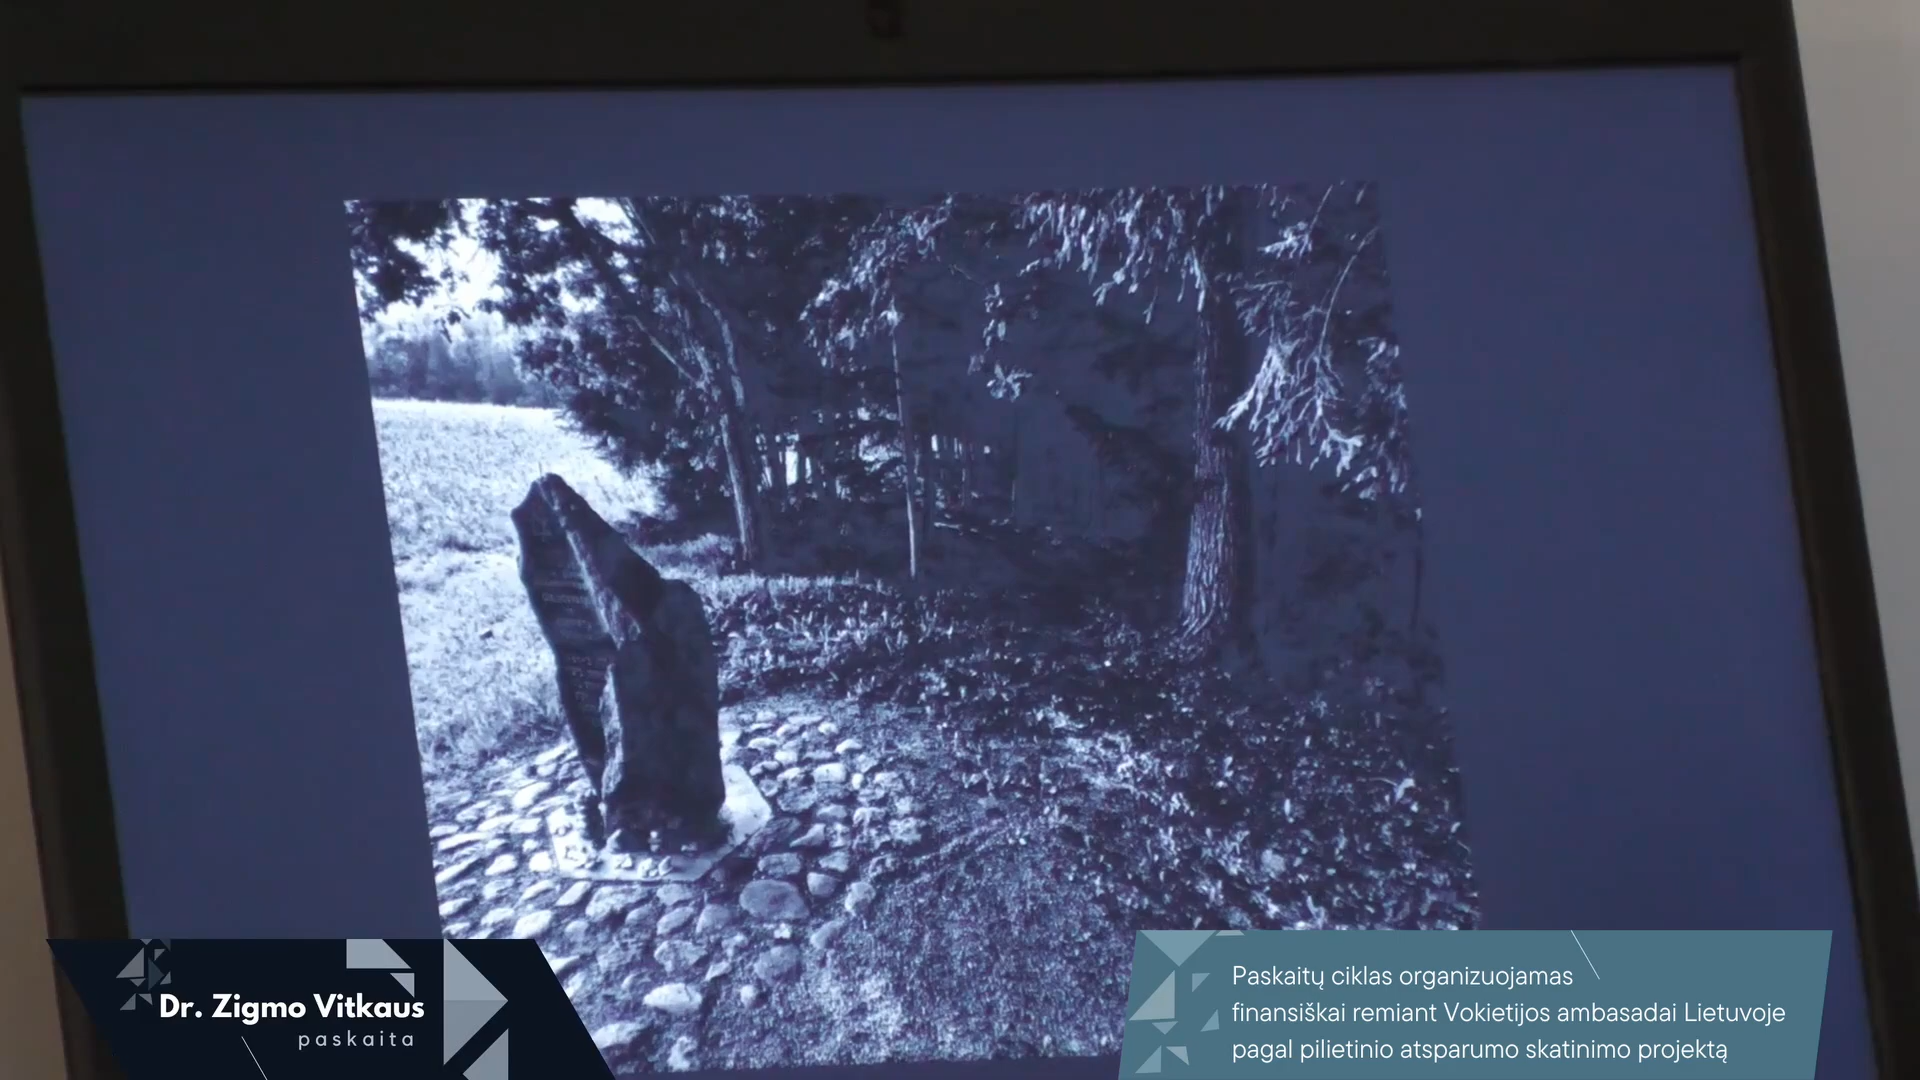 Dr. Zigmo Vitkaus
paskaita
Paskaitų ciklas organizuojamas
finansiškai remiant Vokietijos ambasadai Lietuvoje
pagal pilietinio atsparumo skatinimo projektą